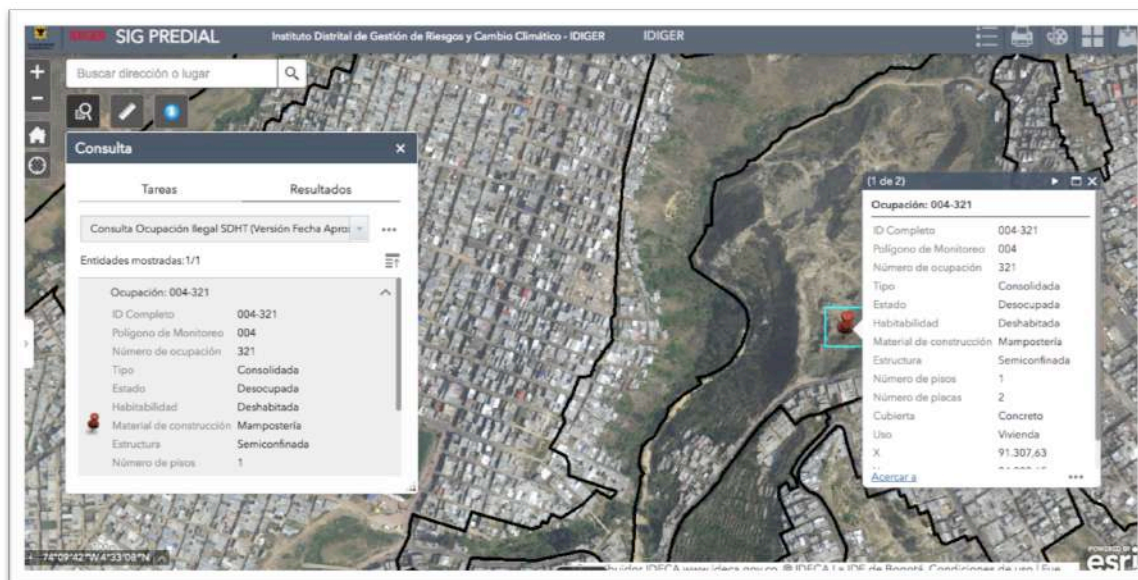 IDIGER SIG PREDIAL Instituto Distrital de Gestión de Riesgos y Cambio Climático - IDIGER IDIGER
Buscar dirección o lugar
Consulta
Tareas Resultados
Consulta Ocupación Ilegal SDHT (Versión Fecha Apro
Entidades mostradas:1/1
Ocupación: 004-321
ID Completo 004-321
Polígono de Monitoreo 004
Número de ocupación 321
Tipo Consolidada
Estado Desocupada
Habitabilidad Deshabitada
Material de construcción Mampostería
Estructura Semiconfinada
Número de pisos 1
(1 de 2)
Ocupación: 004-321
ID Completo 004-321
Polígono de Monitoreo 004
Número de ocupación 321
Tipo Consolidada
Estado Desocupada
Habitabilidad Deshabitada
Material de construcción Mampostería
Estructura Semiconfinada
Número de pisos 1
Número de placas 2
Cubierta Concreto
Uso Vivienda
X 91.307,63
Acercar a
74°09'42"W 4°33'08"N
IDECA www.ideca.gov.co, ® IDECA La IDE de Bogotá. Condiciones de uso |
POWERED BY
esri